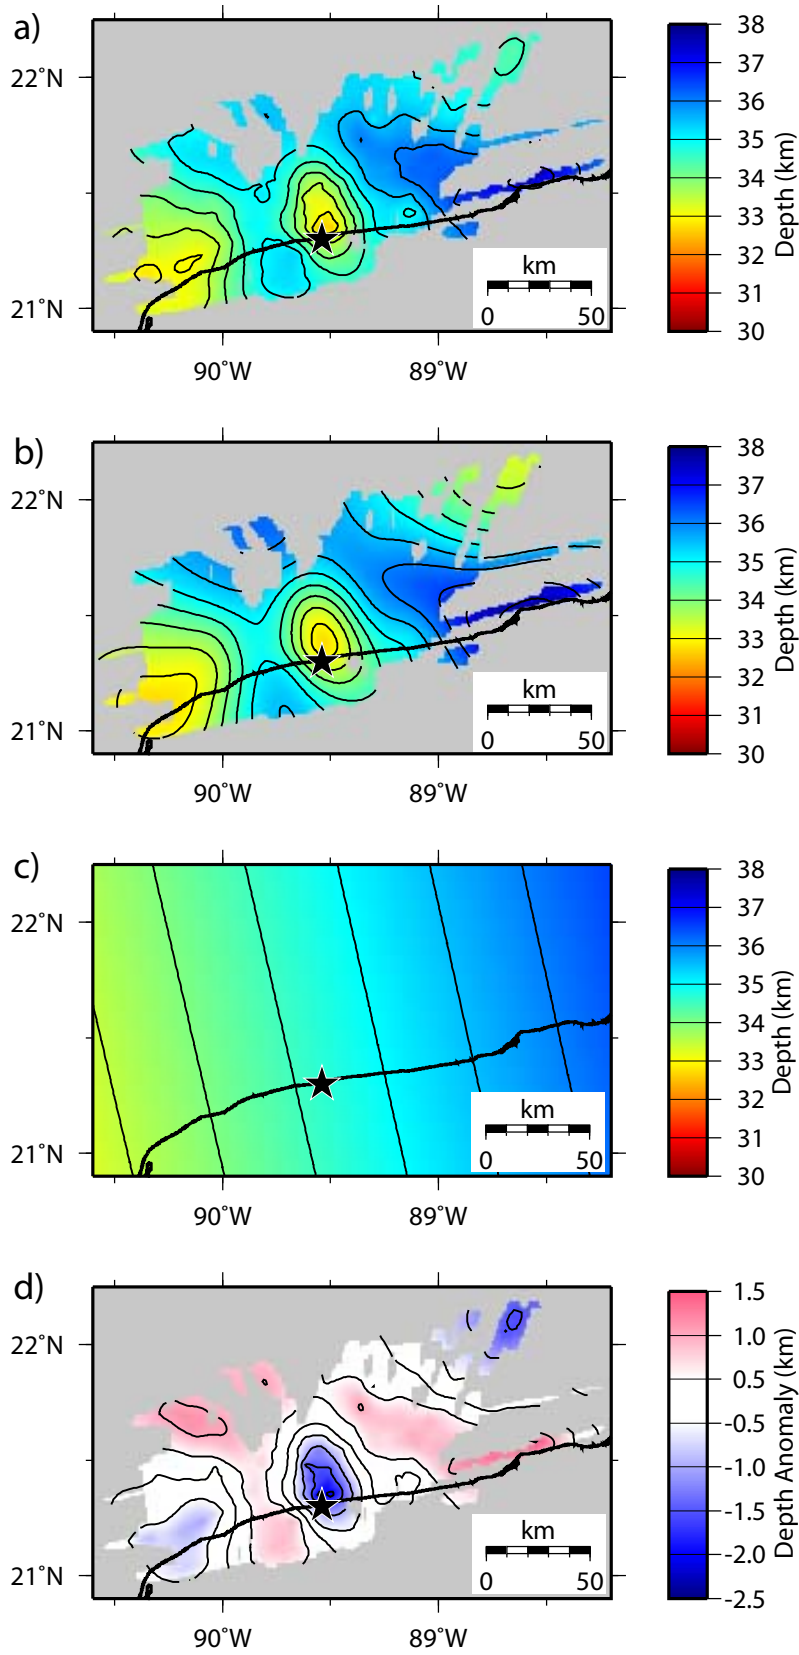 a)
22°N
21°N
90°W
89°W
km
0 50
38
37
36
35
34
33
32
31
30
Depth (km)
b)
22°N
21°N
90°W
89°W
km
0 50
38
37
36
35
34
33
32
31
30
Depth (km)
c)
22°N
21°N
90°W
89°W
km
0 50
38
37
36
35
34
33
32
31
30
Depth (km)
d)
22°N
21°N
90°W
89°W
km
0 50
1.5
1.0
0.5
-0.5
-1.0
-1.5
-2.0
-2.5
Depth Anomaly (km)